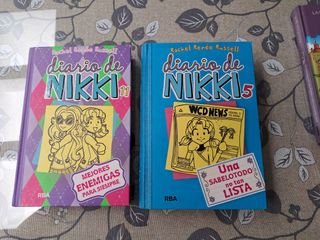 Rachel Renée Russell
diario de
NIKKI 11
MEJORES
ENEMIGAS
PARA SIEMPRE
RBA
Rachel Renée Russell
diario de
NIKKI 5
WCD NEWS
Una
SABELOTODO
no tan
LISTA
RBA